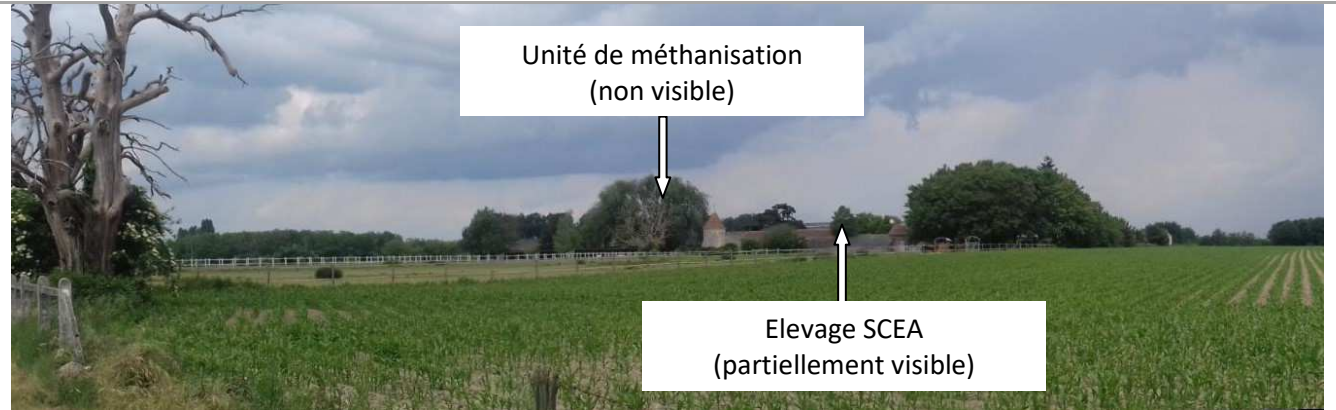 Unité de méthanisation
(non visible)
Elevage SCEA
(partiellement visible)